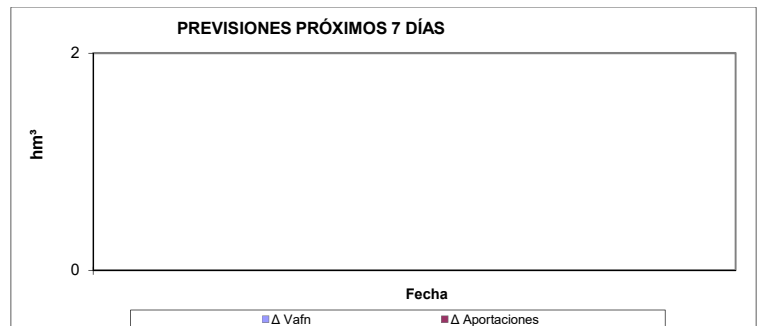 PREVISIONES PRÓXIMOS 7 DÍAS
2
hm³
0
Fecha
Δ Vafn
Δ Aportaciones